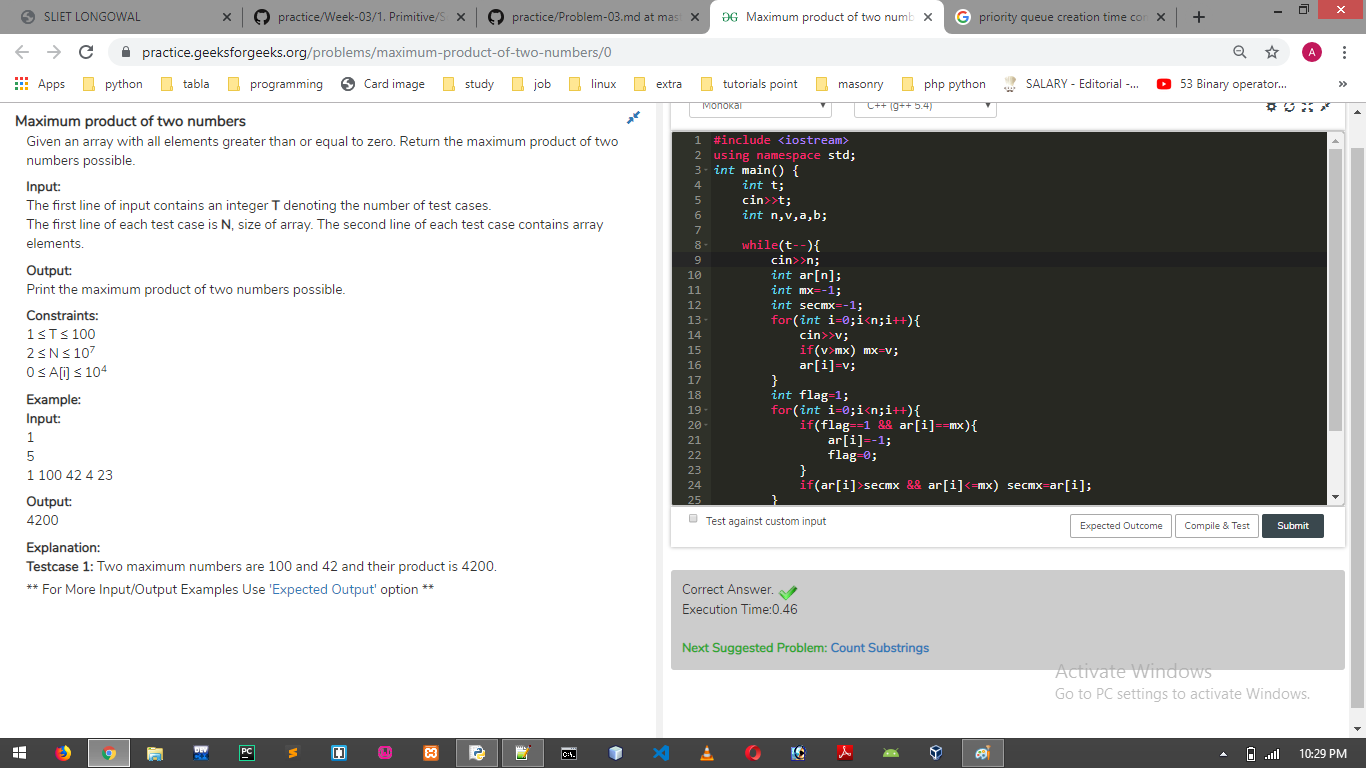 SLIET LONGOWAL
practice/Week-03/1. Primitive/S
practice/Problem-03.md at mas
Maximum product of two numb
priority queue creation time co
practice.geeksforgeeks.org/problems/maximum-product-of-two-numbers/0
A
Apps python tabla programming Card image study job linux extra tutorials point masonry php python SALARY - Editorial -... 53 Binary operator... »
Monokai C++ (g++ 5.4)
Maximum product of two numbers
Given an array with all elements greater than or equal to zero. Return the maximum product of two
numbers possible.
Input:
The first line of input contains an integer T denoting the number of test cases.
The first line of each test case is N, size of array. The second line of each test case contains array
elements.
Output:
Print the maximum product of two numbers possible.
Constraints:
1 ≤ T ≤ 100
2 ≤ N ≤ 10⁷
0 ≤ A[i] ≤ 10⁴
Example:
Input:
1
5
1 100 42 4 23
Output:
4200
Explanation:
Testcase 1: Two maximum numbers are 100 and 42 and their product is 4200.
** For More Input/Output Examples Use 'Expected Output' option **
1 #include <iostream>
2 using namespace std;
3 int main() {
4 int t;
5 cin>>t;
6 int n,v,a,b;
7
8 while(t--){
9 cin>>n;
10 int ar[n];
11 int mx=-1;
12 int secmx=-1;
13 for(int i=0;i<n;i++){
14 cin>>v;
15 if(v>mx) mx=v;
16 ar[i]=v;
17 }
18 int flag=1;
19 for(int i=0;i<n;i++){
20 if(flag==1 && ar[i]==mx){
21 ar[i]=-1;
22 flag=0;
23 }
24 if(ar[i]>secmx && ar[i]<=mx) secmx=ar[i];
25 }
Test against custom input
Expected Outcome Compile & Test Submit
Correct Answer.
Execution Time:0.46
Next Suggested Problem: Count Substrings
Activate Windows
Go to PC settings to activate Windows.
10:29 PM